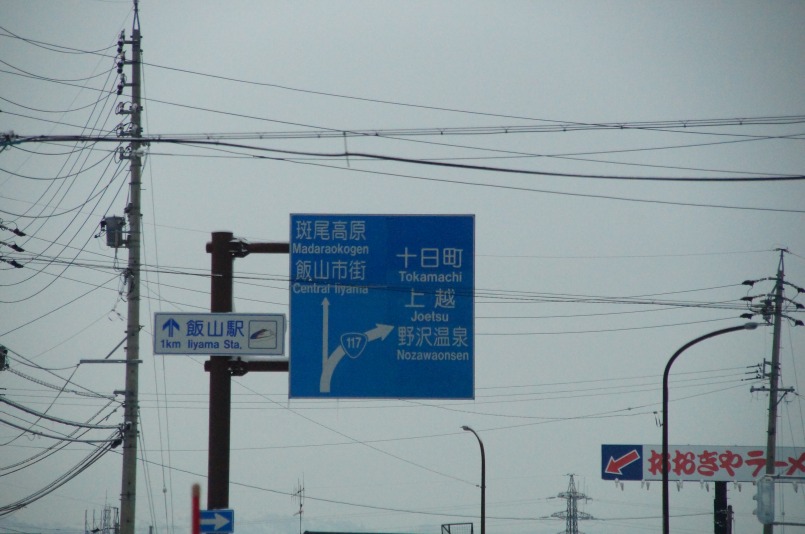 斑尾高原
Madaraokogen
飯山市街
Central Iiyama
十日町
Tokamachi
上越
Joetsu
野沢温泉
Nozawaonsen
117
飯山駅
1km Iiyama Sta.
おおぎやラーメ